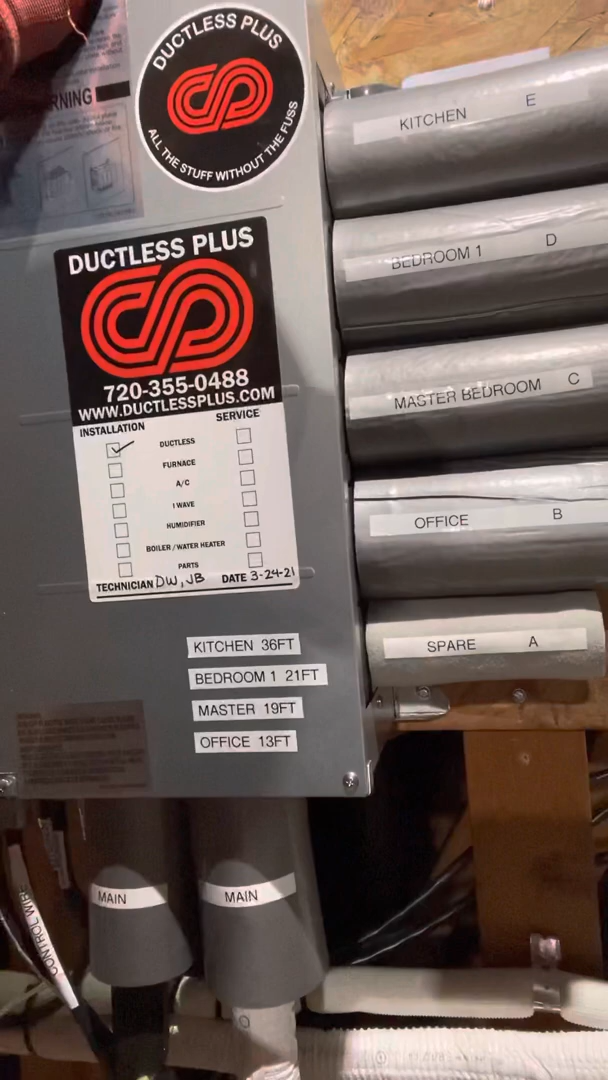 RNING
DUCTLESS PLUS
ALL THE STUFF WITHOUT THE FUSS
KITCHEN E
BEDROOM 1 D
MASTER BEDROOM C
OFFICE B
SPARE A
DUCTLESS PLUS
720-355-0488
WWW.DUCTLESSPLUS.COM
INSTALLATION SERVICE
DUCTLESS
FURNACE
A/C
I WAVE
HUMIDIFIER
BOILER / WATER HEATER
PARTS
TECHNICIAN DW, JB DATE 3-24-21
KITCHEN 36FT
BEDROOM 1 21FT
MASTER 19FT
OFFICE 13FT
MAIN
MAIN
CONTROL WIRE